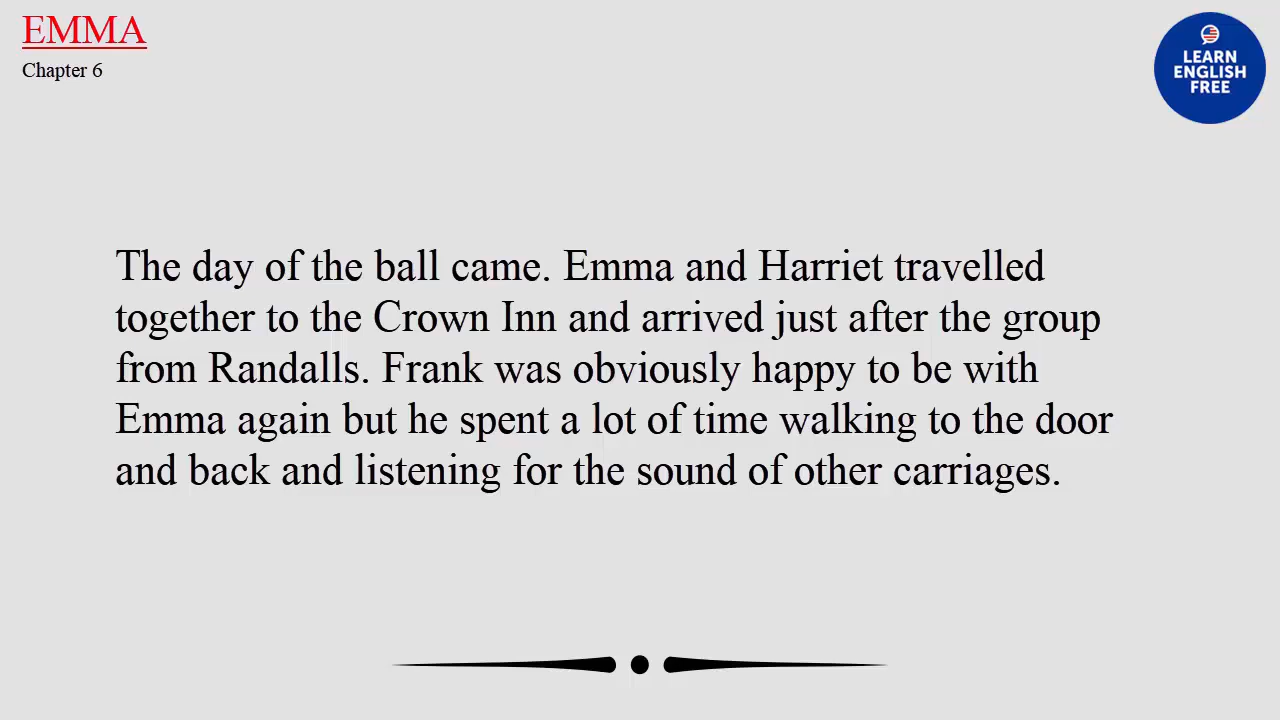 EMMA
Chapter 6
LEARN
ENGLISH
FREE
The day of the ball came. Emma and Harriet travelled
together to the Crown Inn and arrived just after the group
from Randalls. Frank was obviously happy to be with
Emma again but he spent a lot of time walking to the door
and back and listening for the sound of other carriages.